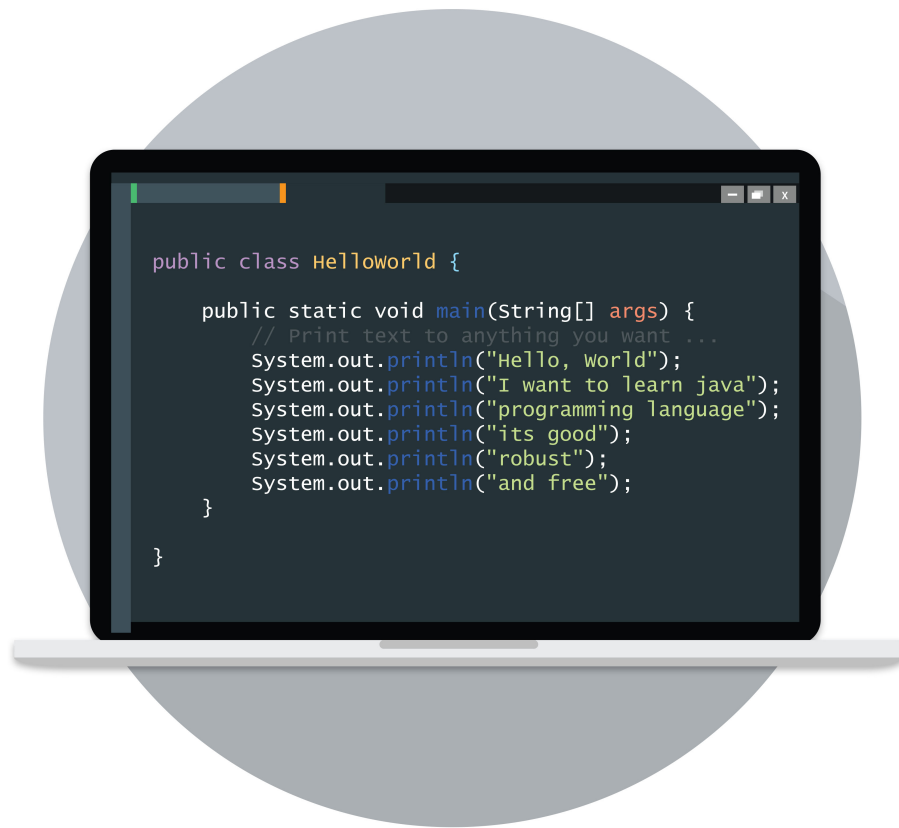 x
public class HelloWorld {
public static void main(String[] args) {
// Print text to anything you want ...
System.out.println("Hello, World");
System.out.println("I want to learn java");
System.out.println("programming language");
System.out.println("its good");
System.out.println("robust");
System.out.println("and free");
}
}